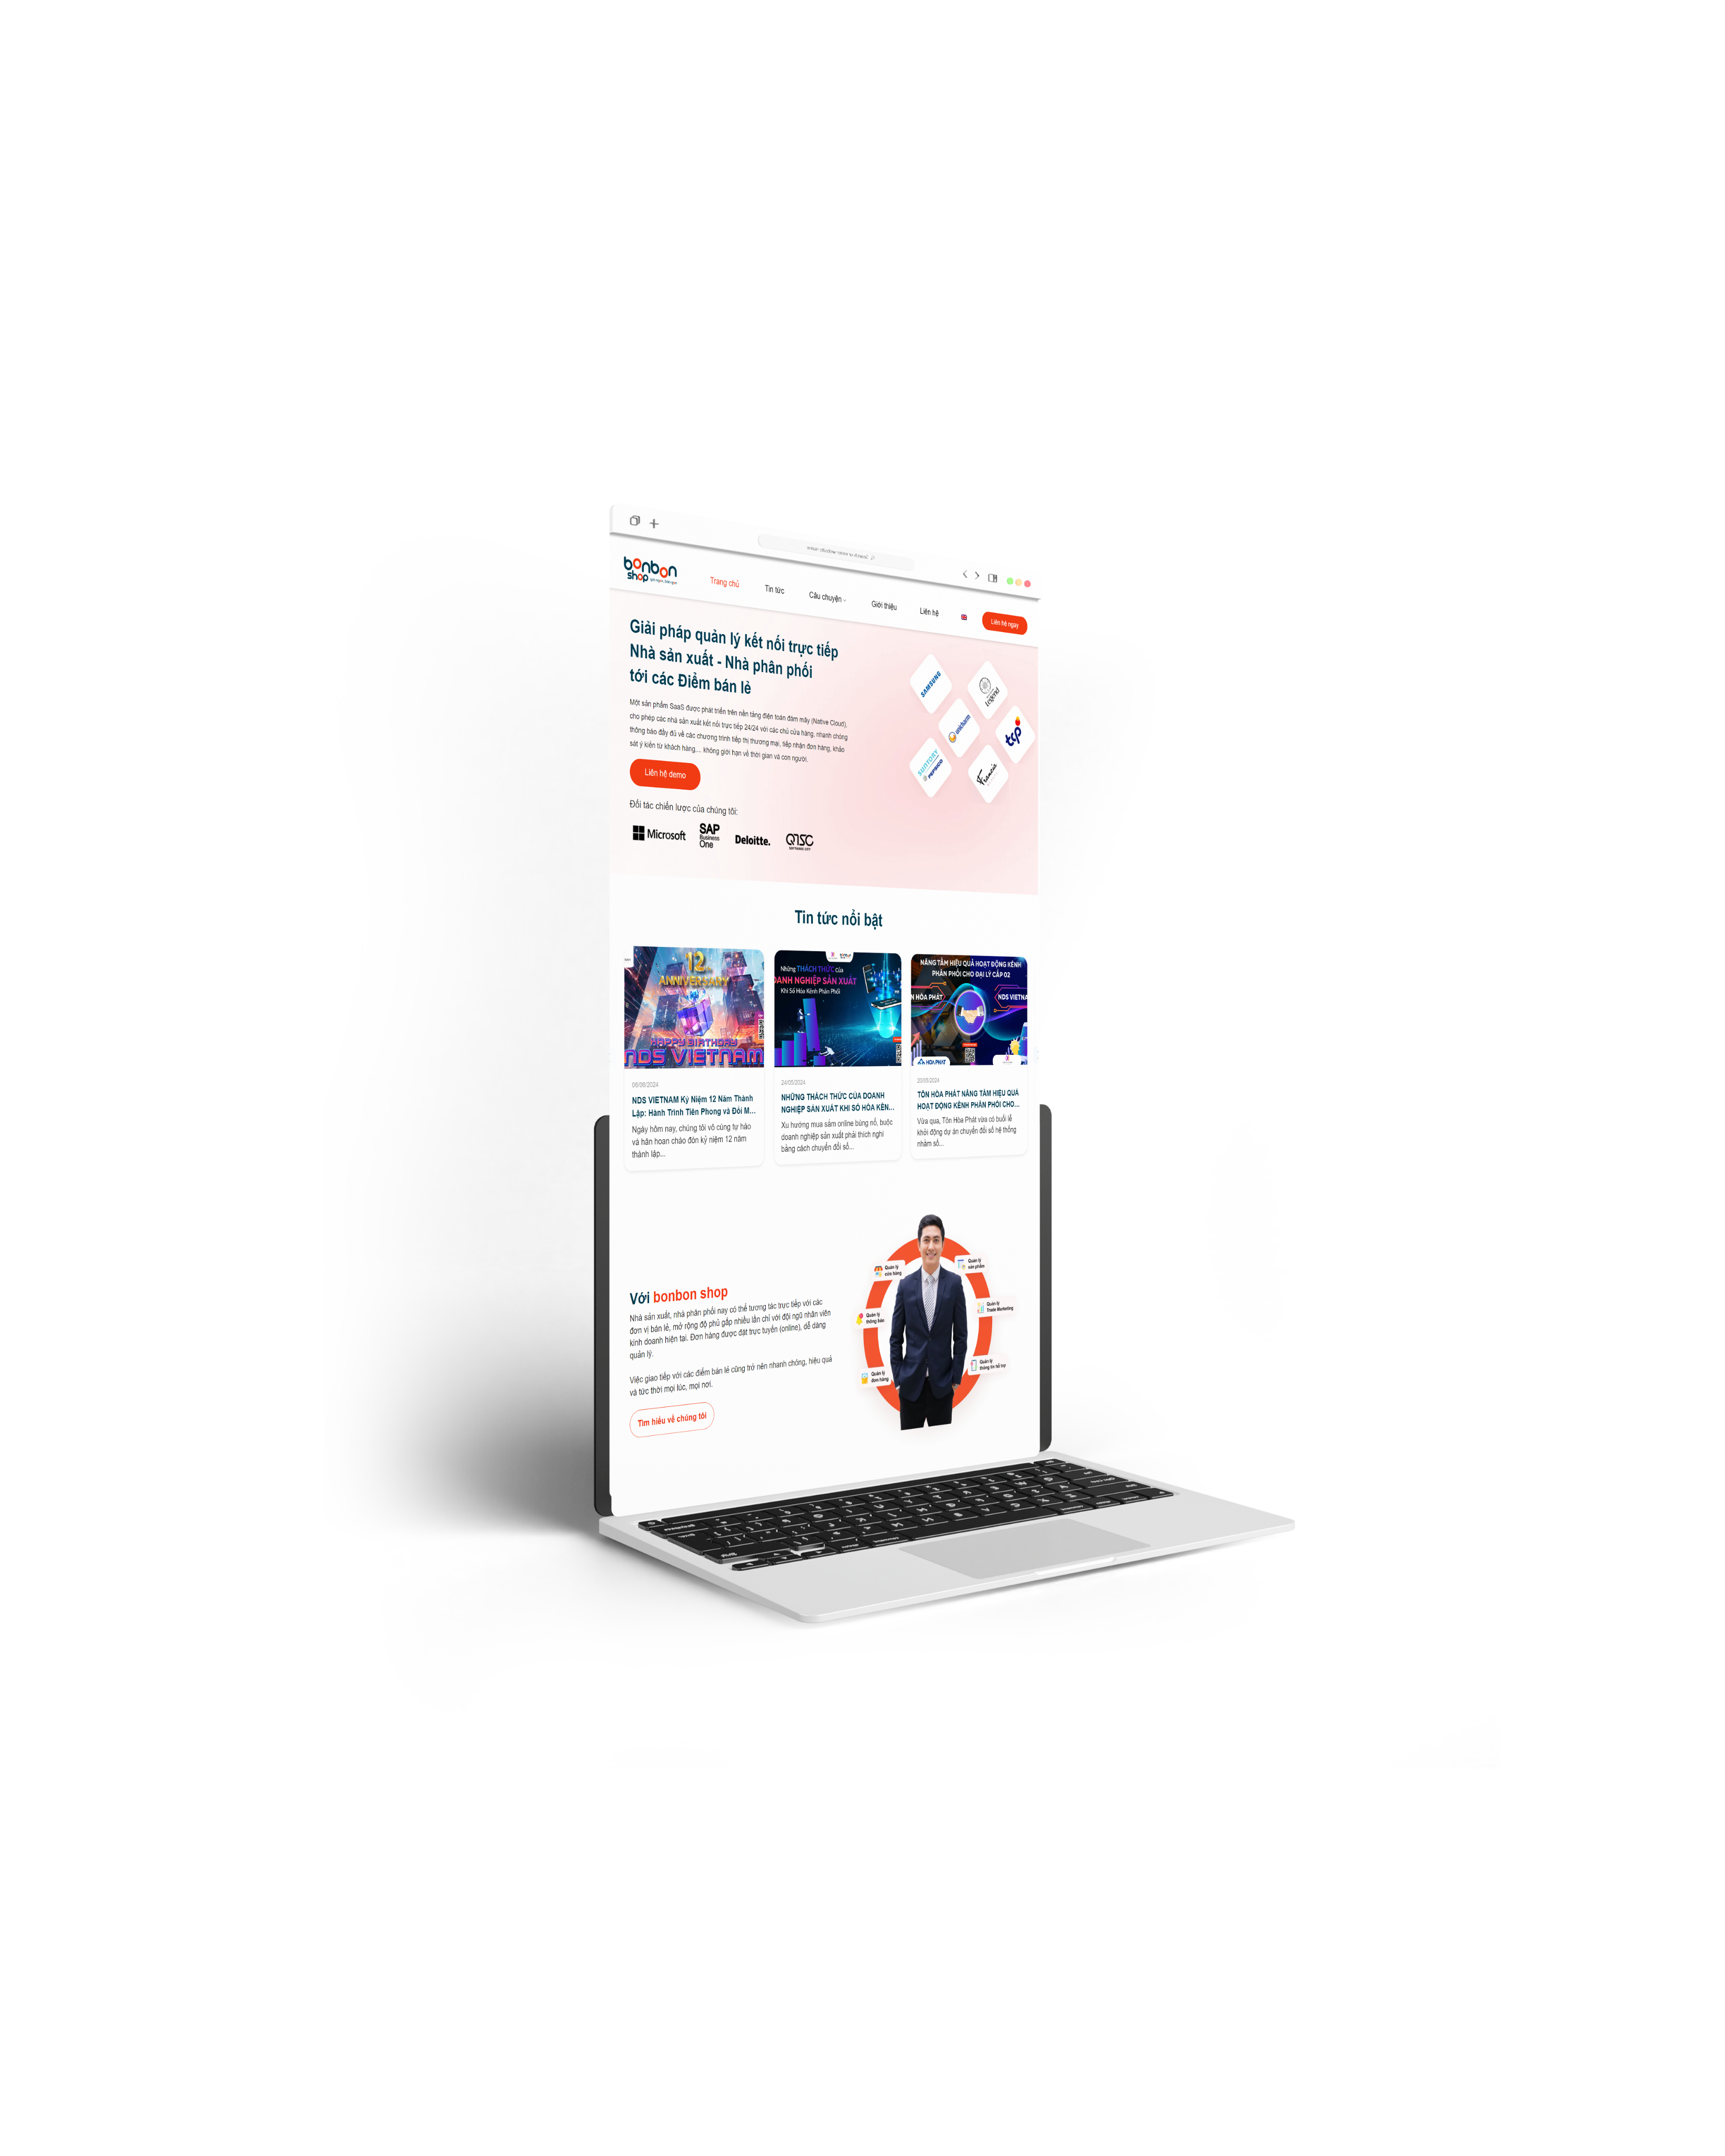 bonbon
shop
Trang chủ
Tin tức
Câu chuyện
Giới thiệu
Liên hệ
Liên hệ ngay
Giải pháp quản lý kết nối trực tiếp
Nhà sản xuất - Nhà phân phối
tới các Điểm bán lẻ
Một sản phẩm SaaS được phát triển trên nền tảng điện toán đám mây (Native Cloud),
cho phép các nhà sản xuất kết nối trực tiếp 24/24 với các chủ cửa hàng, nhanh chóng
thông báo đầy đủ về các chương trình tiếp thị thương mại, tiếp nhận đơn hàng, khảo
sát ý kiến từ khách hàng,... không giới hạn về thời gian và con người.
Liên hệ demo
Đối tác chiến lược của chúng tôi:
Microsoft
SAP
Business
One
Deloitte.
QTSC
SAMSUNG
Legend
unicharm
tcp
SUNTORY
PEPSICO
Francia
Tin tức nổi bật
12
ANNIVERSARY
HAPPY BIRTHDAY
NDS VIETNAM
08/08/2024
NDS VIETNAM Kỷ Niệm 12 Năm Thành
Lập: Hành Trình Tiên Phong và Đổi M...
Ngày hôm nay, chúng tôi vô cùng tự hào
và hân hoan chào đón kỷ niệm 12 năm
thành lập...
Những THÁCH THỨC Của
DOANH NGHIỆP SẢN XUẤT
Khi Số Hóa Kênh Phân Phối
24/05/2024
NHỮNG THÁCH THỨC CỦA DOANH
NGHIỆP SẢN XUẤT KHI SỐ HÓA KÊN...
Xu hướng mua sắm online bùng nổ, buộc
doanh nghiệp sản xuất phải thích nghi
bằng cách chuyển đổi số...
NÂNG TẦM HIỆU QUẢ HOẠT ĐỘNG KÊNH
PHÂN PHỐI CHO ĐẠI LÝ CẤP 02
N HÒA PHÁT
NDS VIETNA
HOA PHAT
20/05/2024
TÔN HÒA PHÁT NÂNG TẦM HIỆU QUẢ
HOẠT ĐỘNG KÊNH PHÂN PHỐI CHO...
Vừa qua, Tôn Hòa Phát vừa có buổi lễ
khởi động dự án chuyển đổi số hệ thống
nhằm số...
Với bonbon shop
Nhà sản xuất, nhà phân phối nay có thể tương tác trực tiếp với các
đơn vị bán lẻ, mở rộng độ phủ gấp nhiều lần chỉ với đội ngũ nhân viên
kinh doanh hiện tại. Đơn hàng được đặt trực tuyến (online), dễ dàng
quản lý.
Việc giao tiếp với các điểm bán lẻ cũng trở nên nhanh chóng, hiệu quả
và tức thời mọi lúc, mọi nơi.
Tìm hiểu về chúng tôi
Quản lý
cửa hàng
Quản lý
sản phẩm
Quản lý
thông báo
Quản lý
Trade Marketing
Quản lý
đơn hàng
Quản lý
thông tin hỗ trợ